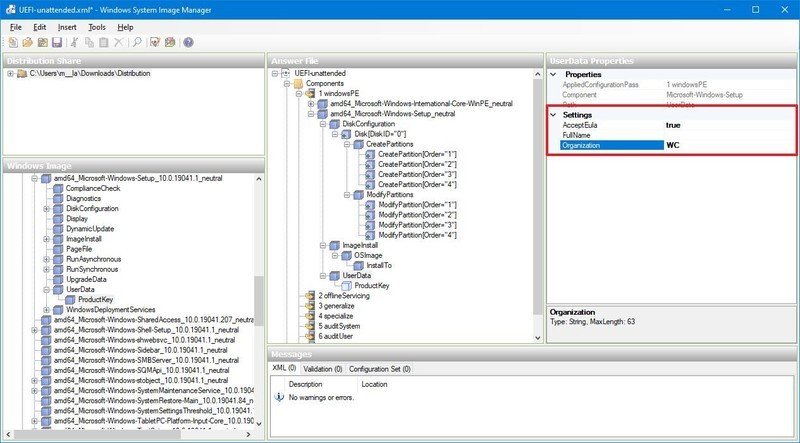 UEFI-unattended.xml* - Windows System Image Manager
File Edit Insert Tools Help
Distribution Share
C:\Users\m__la\Downloads\Distribution
Windows Image
amd64_Microsoft-Windows-Setup_10.0.19041.1_neutral
ComplianceCheck
Diagnostics
DiskConfiguration
Display
DynamicUpdate
ImageInstall
PageFile
RunAsynchronous
RunSynchronous
UpgradeData
UserData
ProductKey
WindowsDeploymentServices
amd64_Microsoft-Windows-SharedAccess_10.0.19041.207_neutral
amd64_Microsoft-Windows-Shell-Setup_10.0.19041.1_neutral
amd64_Microsoft-Windows-shwebsvc_10.0.19041.1_neutral
amd64_Microsoft-Windows-Sidebar_10.0.19041.1_neutral
amd64_Microsoft-Windows-SMBServer_10.0.19041.1_neutral
amd64_Microsoft-Windows-SQMApi_10.0.19041.1_neutral
amd64_Microsoft-Windows-stobject_10.0.19041.1_neutral
amd64_Microsoft-Windows-SystemMaintenanceService_10.0.19041.1_neutral
amd64_Microsoft-Windows-SystemRestore-Main_10.0.19041.84_neutral
amd64_Microsoft-Windows-SystemSettingsThreshold_10.0.19041.1_
amd64_Microsoft-Windows-TabletPC-Platform-Input-Core_10.0.1904
Answer File
UEFI-unattended
Components
1 windowsPE
amd64_Microsoft-Windows-International-Core-WinPE_neutral
amd64_Microsoft-Windows-Setup_neutral
DiskConfiguration
Disk[DiskID="0"]
CreatePartitions
CreatePartition[Order="1"]
CreatePartition[Order="2"]
CreatePartition[Order="3"]
CreatePartition[Order="4"]
ModifyPartitions
ModifyPartition[Order="1"]
ModifyPartition[Order="2"]
ModifyPartition[Order="3"]
ModifyPartition[Order="4"]
ImageInstall
OSImage
InstallTo
UserData
ProductKey
2 offlineServicing
3 generalize
4 specialize
5 auditSystem
6 auditUser
UserData Properties
Properties
AppliedConfigurationPass 1 windowsPE
Component Microsoft-Windows-Setup
Path UserData
Settings
AcceptEula true
FullName
Organization WC
Organization
Type: String, MaxLength: 63
Messages
XML (0) Validation (0) Configuration Set (0)
Description Location
No warnings or errors.